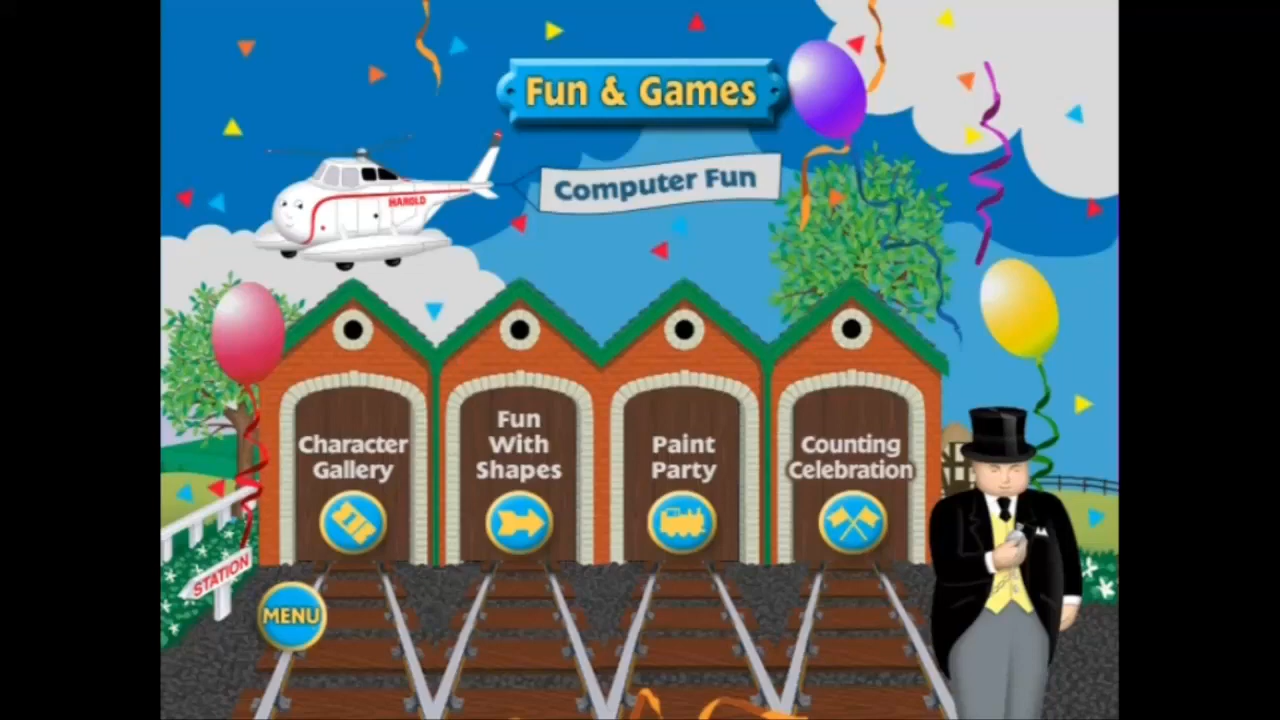 Fun & Games
Computer Fun
HAROLD
Character
Gallery
Fun
With
Shapes
Paint
Party
Counting
Celebration
STATION
MENU